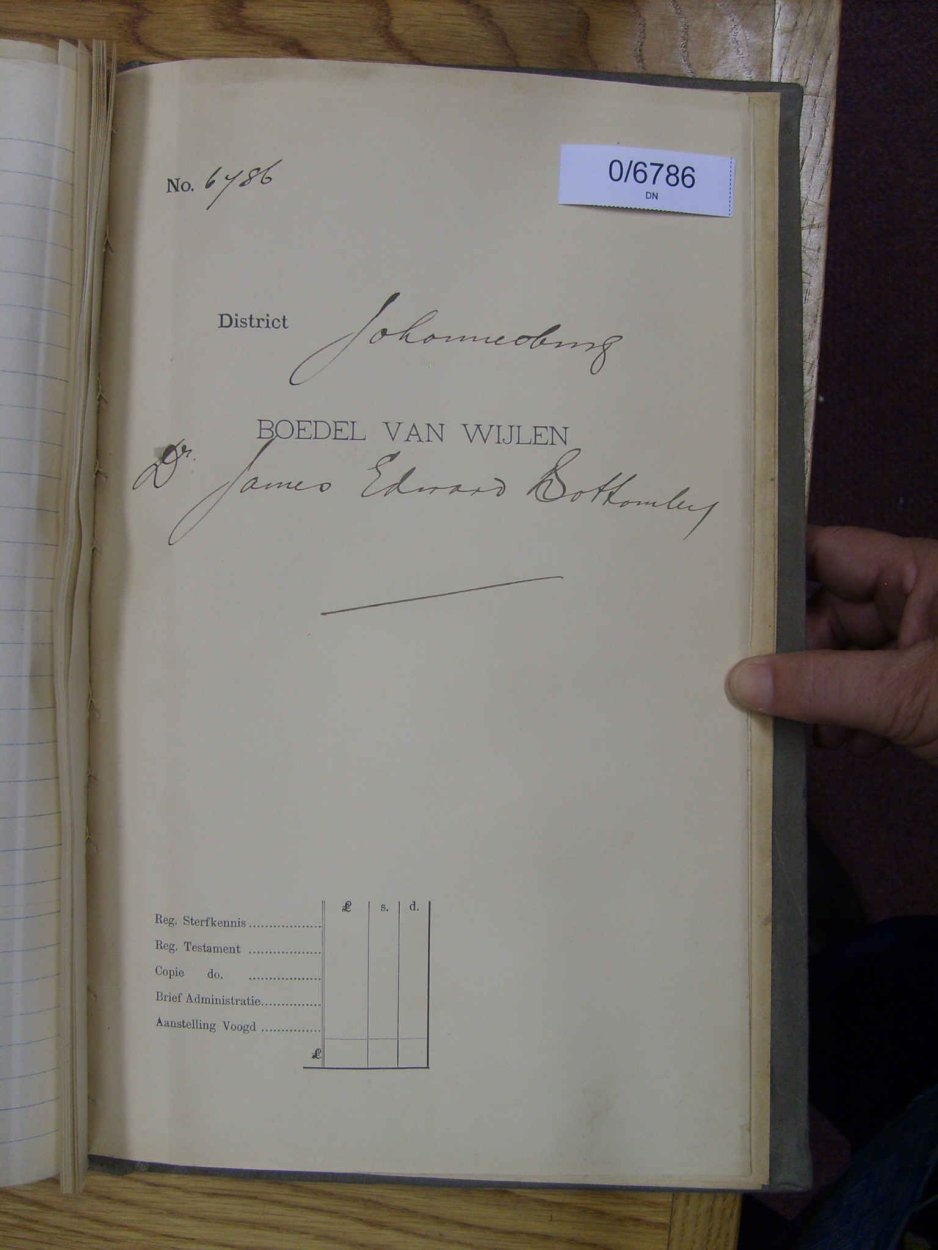 No. 6786
0/6786
DN
District Johannesburg
BOEDEL VAN WIJLEN
Dr. James Edward Bottomley
£ s. d.
Reg. Sterfkennis ..................
Reg. Testament ..................
Copie do. ..................
Brief Administratie..................
Aanstelling Voogd ..................
£